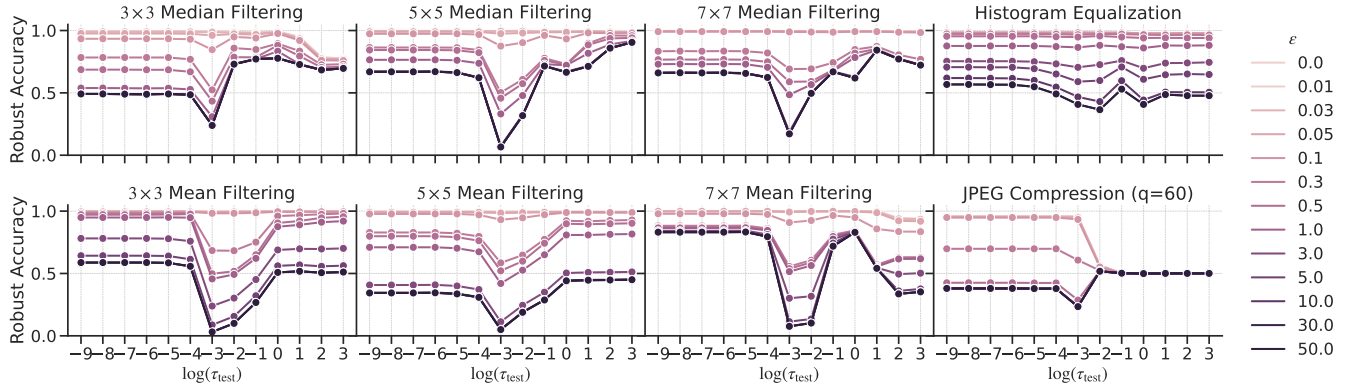 3×3 Median Filtering
5×5 Median Filtering
7×7 Median Filtering
Histogram Equalization
Robust Accuracy
1.0
0.5
0.0
3×3 Mean Filtering
5×5 Mean Filtering
7×7 Mean Filtering
JPEG Compression (q=60)
Robust Accuracy
1.0
0.5
0.0
−9 −8 −7 −6 −5 −4 −3 −2 −1 0 1 2 3
−9 −8 −7 −6 −5 −4 −3 −2 −1 0 1 2 3
−9 −8 −7 −6 −5 −4 −3 −2 −1 0 1 2 3
−9 −8 −7 −6 −5 −4 −3 −2 −1 0 1 2 3
log(τtest)
log(τtest)
log(τtest)
log(τtest)
ε
0.0
0.01
0.03
0.05
0.1
0.3
0.5
1.0
3.0
5.0
10.0
30.0
50.0